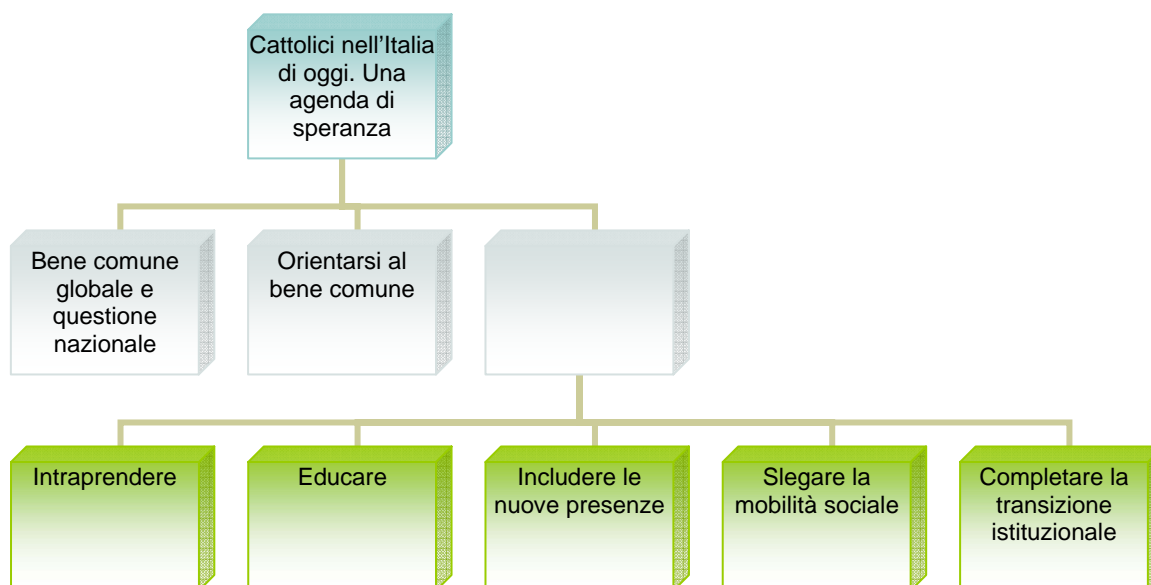 Cattolici nell’Italia
di oggi. Una
agenda di
speranza
Bene comune
globale e
questione
nazionale
Orientarsi al
bene comune
Intraprendere
Educare
Includere le
nuove presenze
Slegare la
mobilità sociale
Completare la
transizione
istituzionale